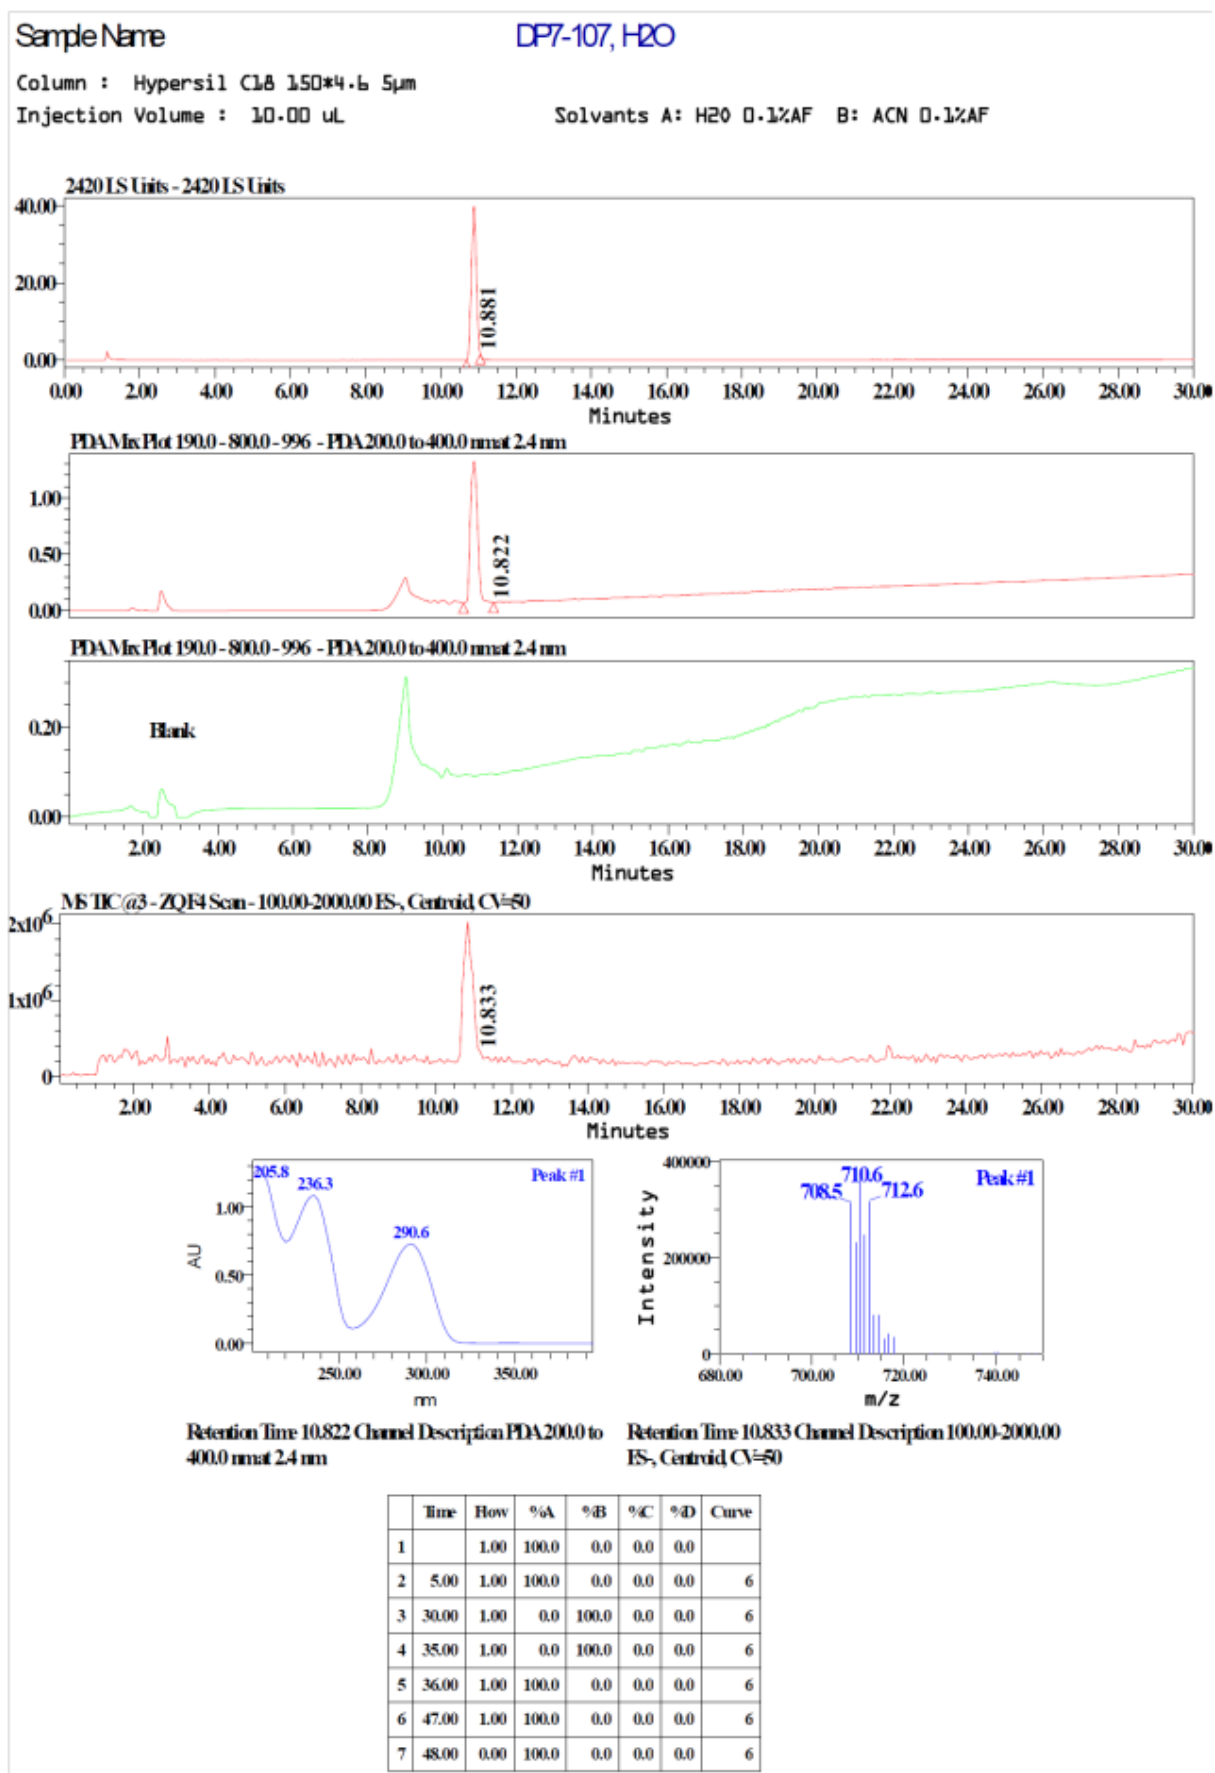 Sample Name DP7-107, H2O
Column : Hypersil C18 150*4.6 5µm
Injection Volume : 10.00 uL Solvants A: H20 0.1%AF B: ACN 0.1%AF
2420 LS Units - 2420 LS Units
40.00
20.00
0.00
10.881
0.00 2.00 4.00 6.00 8.00 10.00 12.00 14.00 16.00 18.00 20.00 22.00 24.00 26.00 28.00 30.00
Minutes
PDA Mrx Plot 190.0 - 800.0 - 996 - PDA 200.0 to 400.0 nm at 2.4 nm
1.00
0.50
0.00
10.822
PDA Mrx Plot 190.0 - 800.0 - 996 - PDA 200.0 to 400.0 nm at 2.4 nm
0.20
0.00
Blank
2.00 4.00 6.00 8.00 10.00 12.00 14.00 16.00 18.00 20.00 22.00 24.00 26.00 28.00 30.00
Minutes
MS TIC @3 - ZQF4 Scan - 100.00-2000.00 ES-, Centroid, CV=50
2x10⁶
1x10⁶
0
10.833
2.00 4.00 6.00 8.00 10.00 12.00 14.00 16.00 18.00 20.00 22.00 24.00 26.00 28.00 30.00
Minutes
205.8 236.3 290.6 Peak #1
AU
1.00
0.50
0.00
250.00 300.00 350.00
nm
708.5 710.6 712.6 Peak #1
Intensity
400000
200000
0
680.00 700.00 720.00 740.00
m/z
Retention Time 10.822 Channel Description PDA 200.0 to
400.0 nm at 2.4 nm
Retention Time 10.833 Channel Description 100.00-2000.00
ES-, Centroid, CV=50
Time Flow %A %B %C %D Curve
1 1.00 100.0 0.0 0.0 0.0
2 5.00 1.00 100.0 0.0 0.0 0.0 6
3 30.00 1.00 0.0 100.0 0.0 0.0 6
4 35.00 1.00 0.0 100.0 0.0 0.0 6
5 36.00 1.00 100.0 0.0 0.0 0.0 6
6 47.00 1.00 100.0 0.0 0.0 0.0 6
7 48.00 0.00 100.0 0.0 0.0 0.0 6